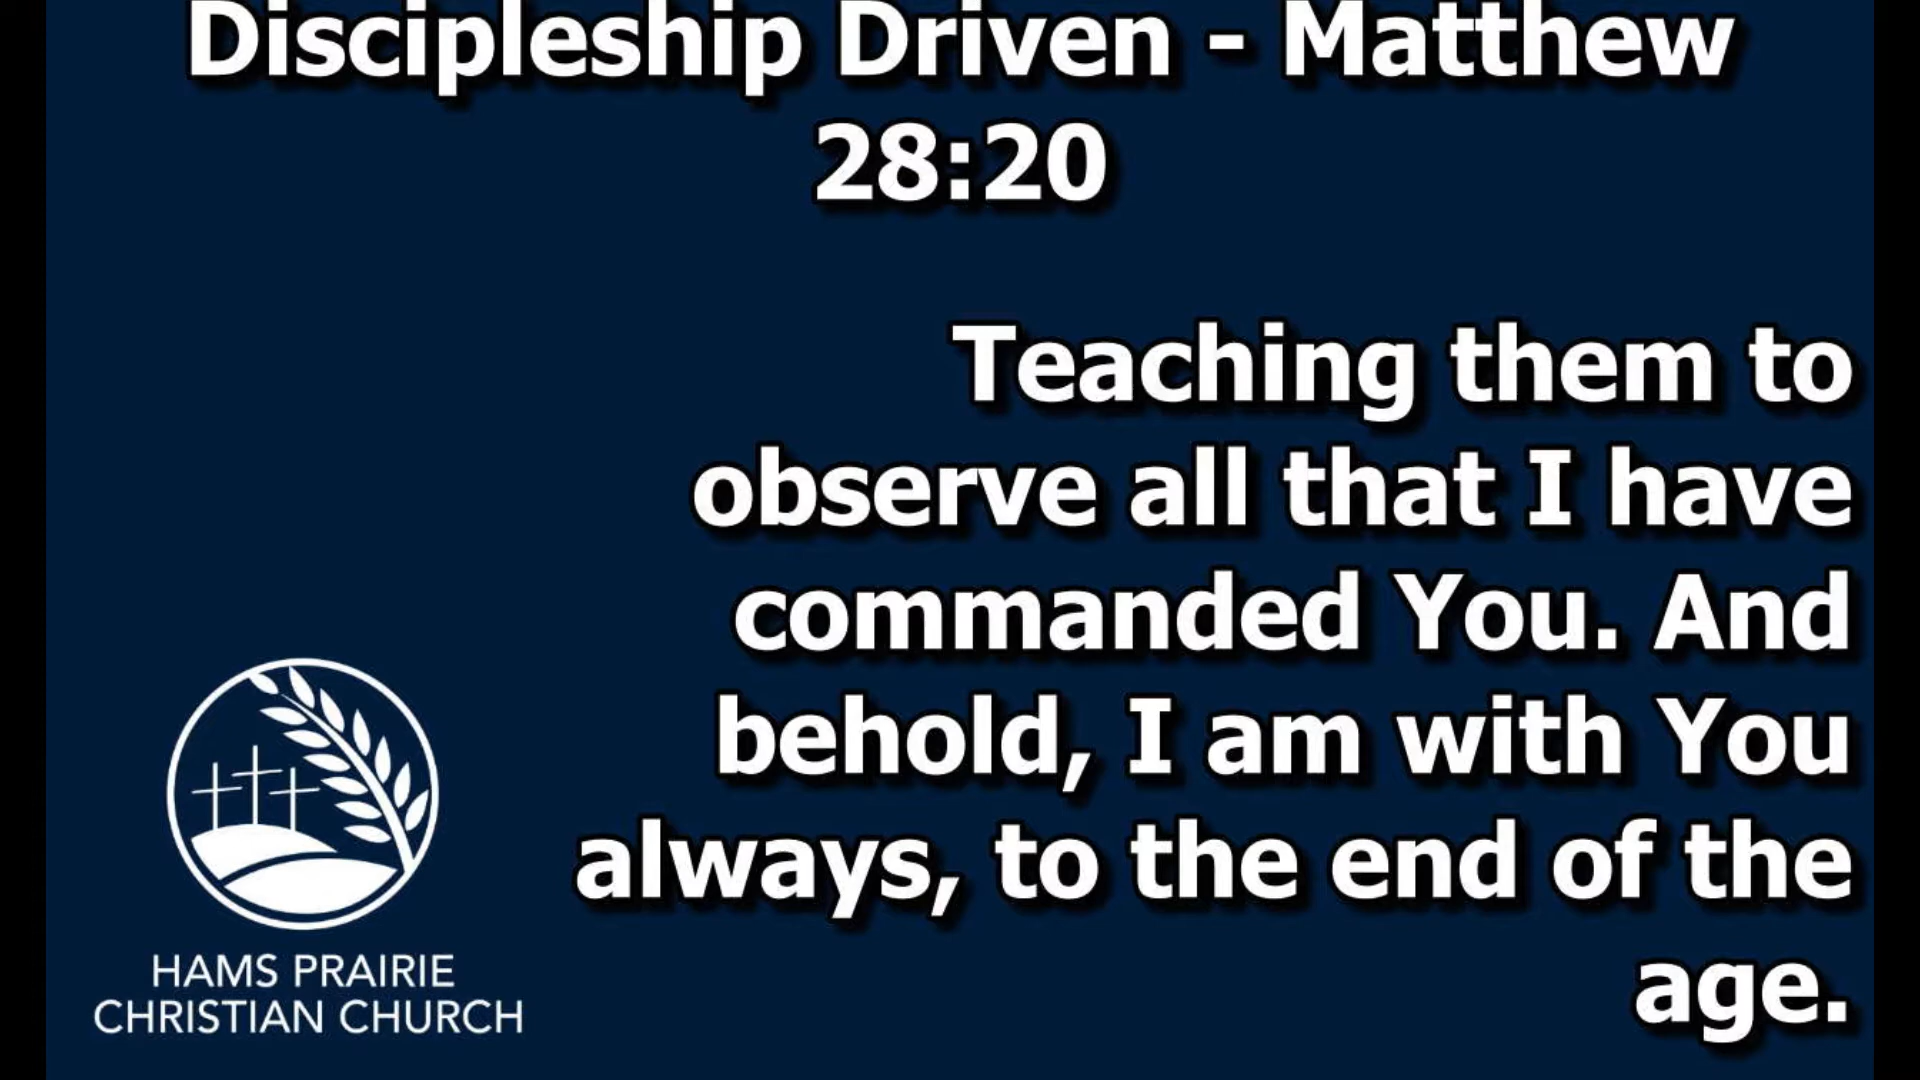 Discipleship Driven - Matthew
28:20
Teaching them to
observe all that I have
commanded You. And
behold, I am with You
always, to the end of the
age.
HAMS PRAIRIE
CHRISTIAN CHURCH